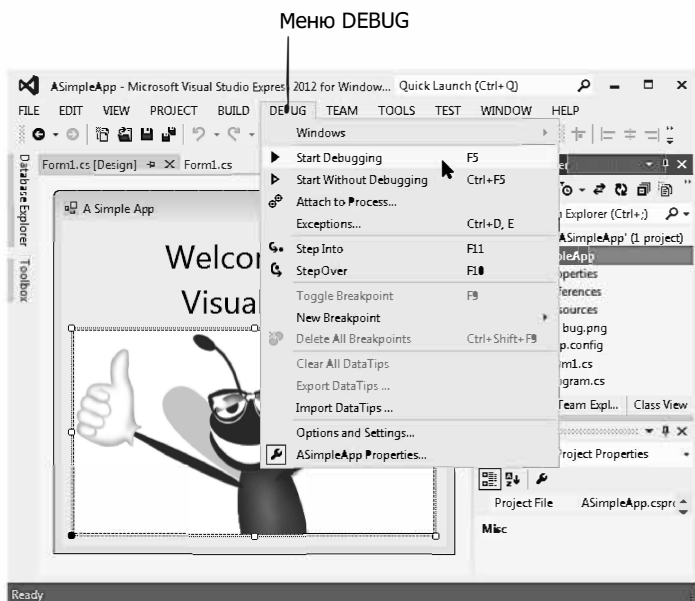 Меню DEBUG
ASimpleApp - Microsoft Visual Studio Express 2012 for Window... Quick Launch (Ctrl+Q)
FILE EDIT VIEW PROJECT BUILD DEBUG TEAM TOOLS TEST WINDOW HELP
Windows
Form1.cs [Design] Form1.cs
Start Debugging F5
Start Without Debugging Ctrl+F5
Attach to Process...
Exceptions... Ctrl+D, E
Step Into F11
StepOver F10
Toggle Breakpoint F9
New Breakpoint
Delete All Breakpoints Ctrl+Shift+F9
Clear All DataTips
Export DataTips ...
Import DataTips ...
Options and Settings...
ASimpleApp Properties...
Database Explorer
Toolbox
A Simple App
Welco
Visua
Explorer (Ctrl+;)
ASimpleApp' (1 project)
pleApp
operties
ferences
sources
bug.png
p.config
m1.cs
gram.cs
Team Expl... Class View
roject Properties
Project File ASimpleApp.cspr
Misc
Ready